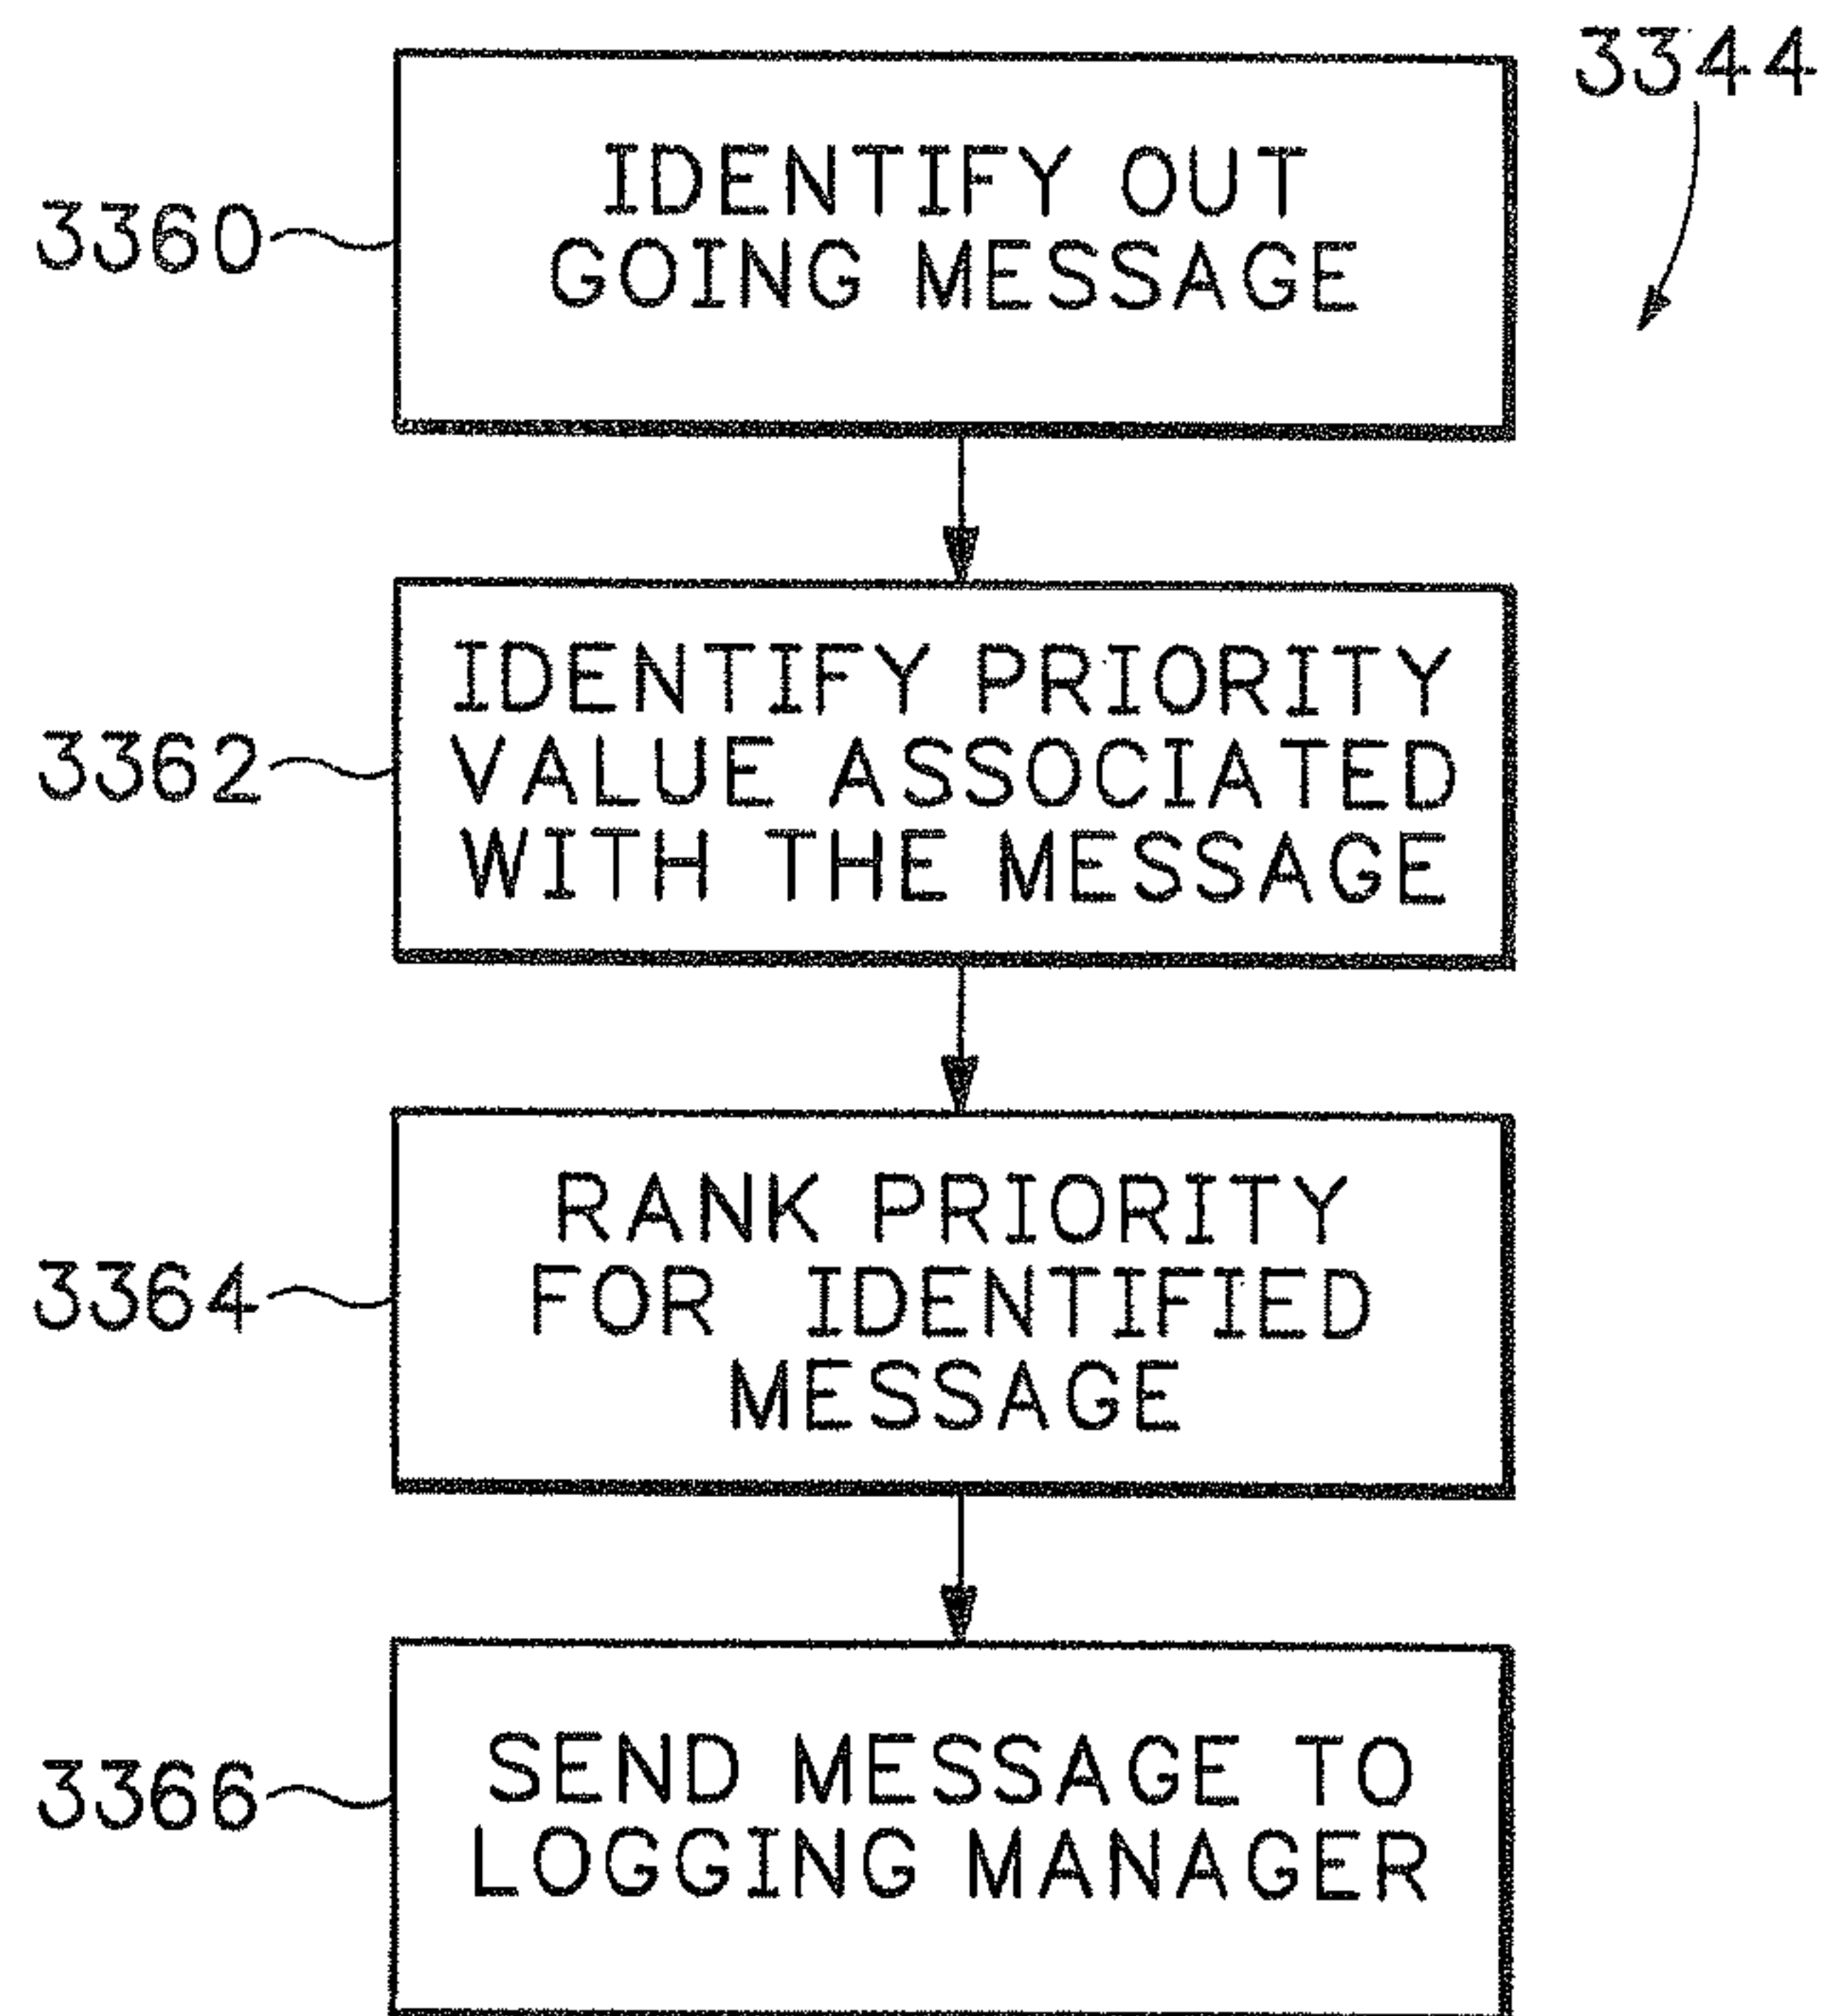 3344
IDENTIFY OUT
GOING MESSAGE
3360
IDENTIFY PRIORITY
VALUE ASSOCIATED
WITH THE MESSAGE
3362
RANK PRIORITY
FOR IDENTIFIED
MESSAGE
3364
SEND MESSAGE TO
LOGGING MANAGER
3366